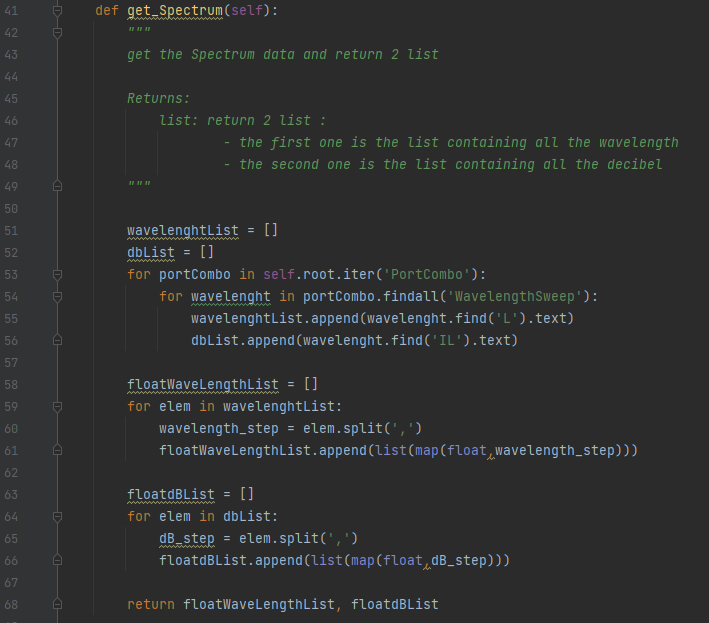 41 def get_Spectrum(self):
42 """
43 get the Spectrum data and return 2 list
44
45 Returns:
46 list: return 2 list :
47 - the first one is the list containing all the wavelength
48 - the second one is the list containing all the decibel
49 """
50
51 wavelenghtList = []
52 dbList = []
53 for portCombo in self.root.iter('PortCombo'):
54 for wavelenght in portCombo.findall('WavelengthSweep'):
55 wavelenghtList.append(wavelenght.find('L').text)
56 dbList.append(wavelenght.find('IL').text)
57
58 floatWaveLengthList = []
59 for elem in wavelenghtList:
60 wavelength_step = elem.split(',')
61 floatWaveLengthList.append(list(map(float,wavelength_step)))
62
63 floatdBList = []
64 for elem in dbList:
65 dB_step = elem.split(',')
66 floatdBList.append(list(map(float,dB_step)))
67
68 return floatWaveLengthList, floatdBList